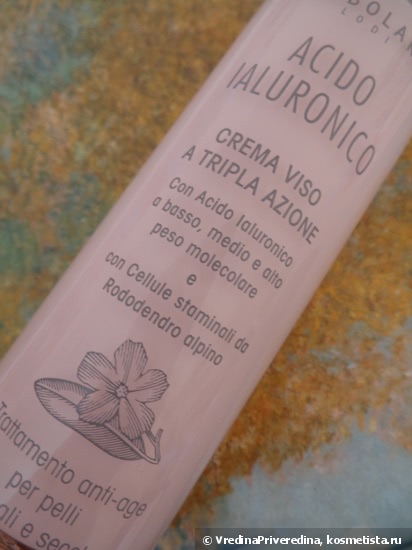 ACIDO
IALURONICO
CREMA VISO
A TRIPLA AZIONE
con Acido Ialuronico
a basso, medio e alto
peso molecolare
e
con Cellule staminali da
Rododendro alpino
Trattamento anti-age
per pelli
© VredinaPriveredina, kosmetista.ru